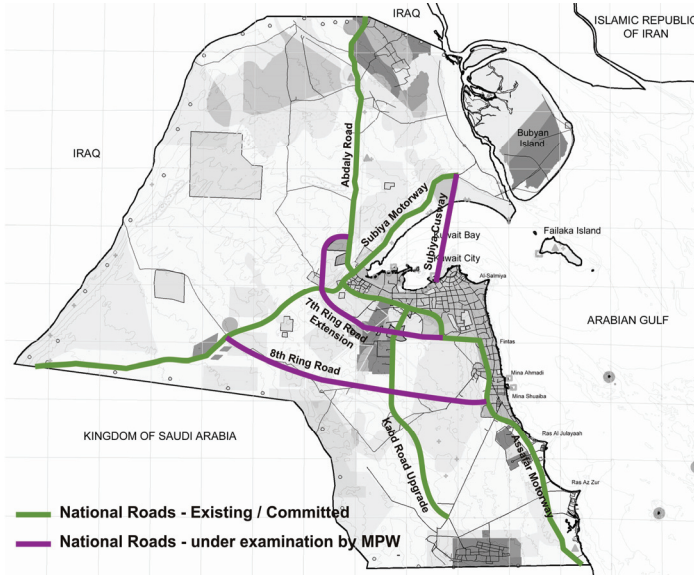 IRAQ
ISLAMIC REPUBLIC
OF IRAN
IRAQ
Abdaly Road
Bubyan
Island
Subiya Motorway
Subiya Cusway
Kuwait Bay
Failaka Island
Kuwait City
Al-Salmiya
7th Ring Road
Extension
ARABIAN GULF
8th Ring Road
Fintas
Mina Ahmadi
Mina Shuaiba
KINGDOM OF SAUDI ARABIA
Kabd Road Upgrade
Assafar Motorway
Ras Al Julayaah
Ras Az Zur
National Roads - Existing / Committed
National Roads - under examination by MPW